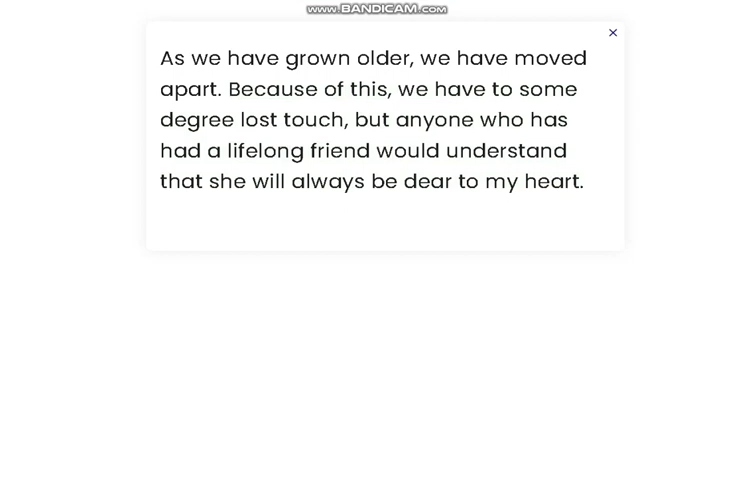 www.BANDICAM.com
As we have grown older, we have moved
apart. Because of this, we have to some
degree lost touch, but anyone who has
had a lifelong friend would understand
that she will always be dear to my heart.